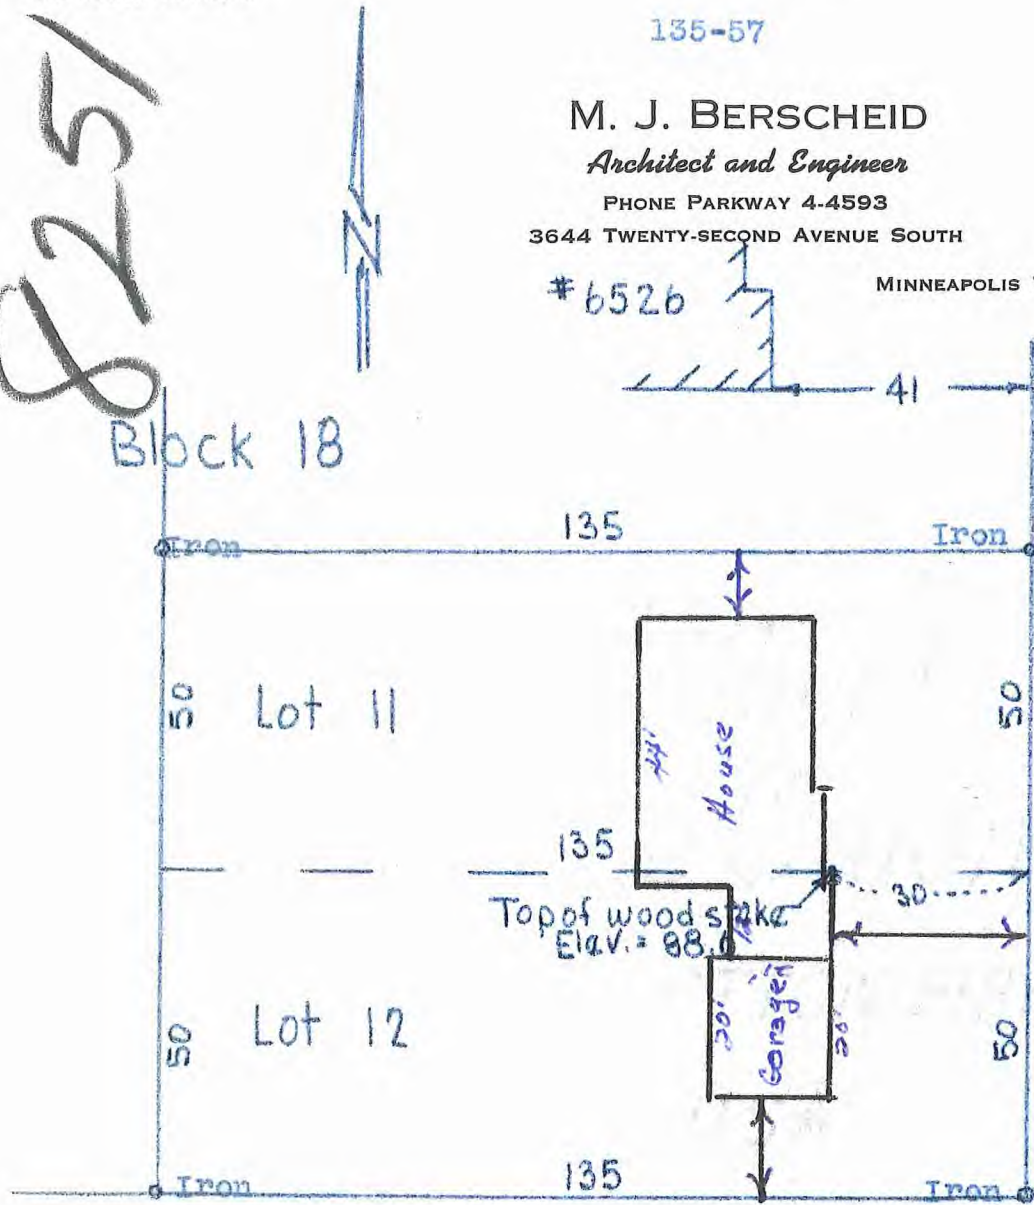 135-57
8251
M. J. BERSCHEID
Architect and Engineer
PHONE PARKWAY 4-4593
3644 TWENTY-SECOND AVENUE SOUTH
MINNEAPOLIS
#6526
N
41
Block 18
135
Iron
Iron
50
Lot 11
44'
House
50
135
30
Top of wood stake
Elev. = 98.
50
Lot 12
20'
Garage
20'
50
135
Iron
Iron